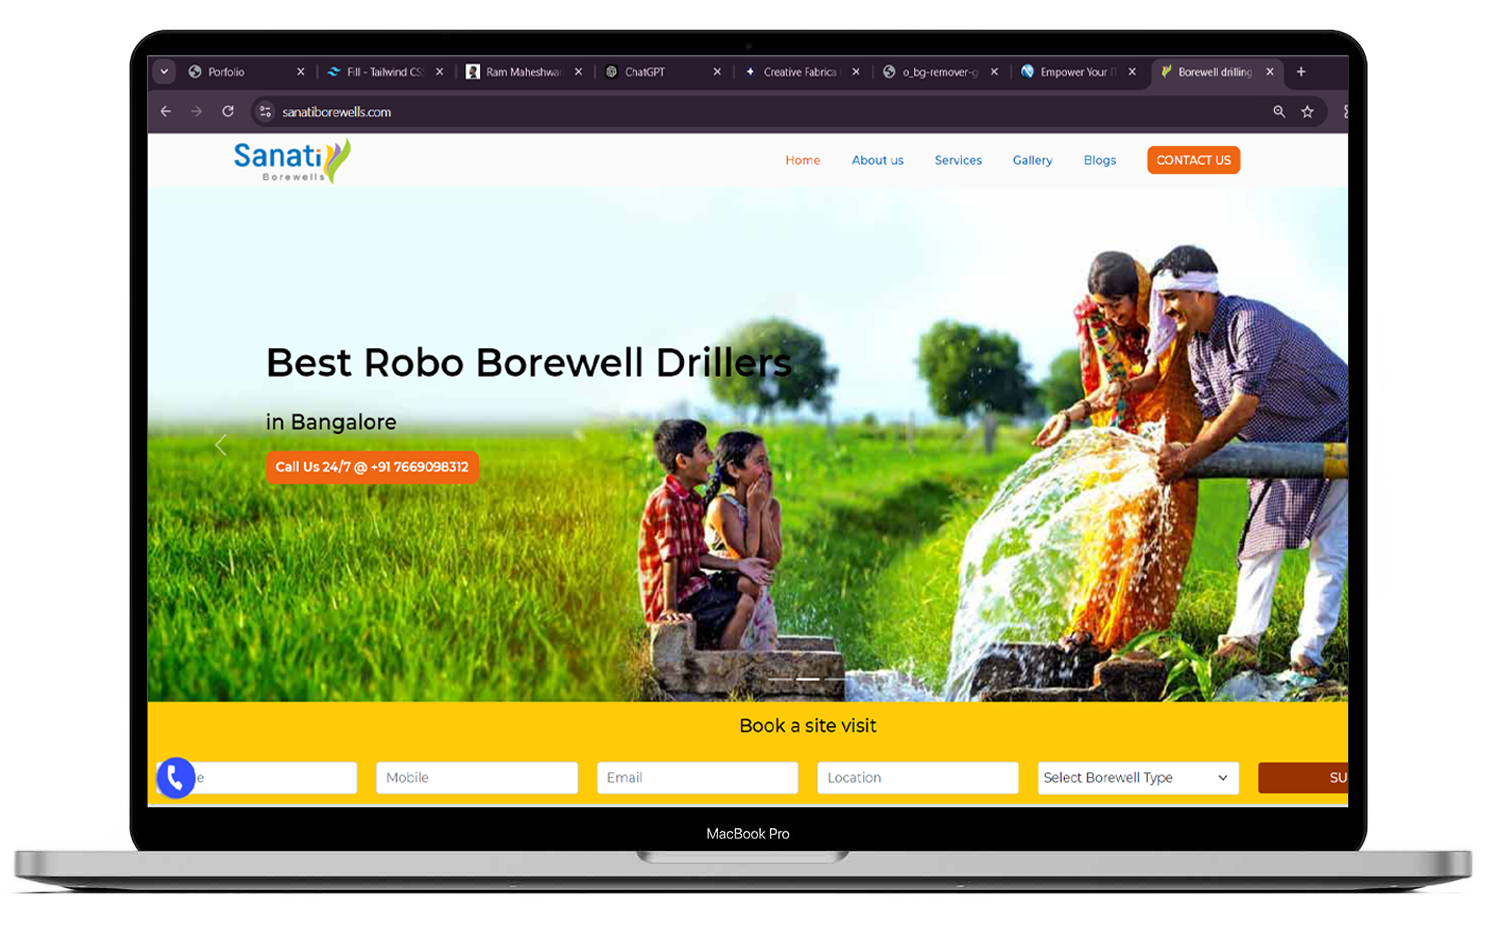 Porfolio
Fill - Tailwind CS
Ram Maheshwar
ChatGPT
Creative Fabrica
o_bg-remover-g
Empower Your
Borewell drilling
sanatiborewells.com
Sanati
Borewells
Home
About us
Services
Gallery
Blogs
CONTACT US
Best Robo Borewell Drillers
in Bangalore
Call Us 24/7 @ +91 7669098312
Book a site visit
e
Mobile
Email
Location
Select Borewell Type
SU
MacBook Pro